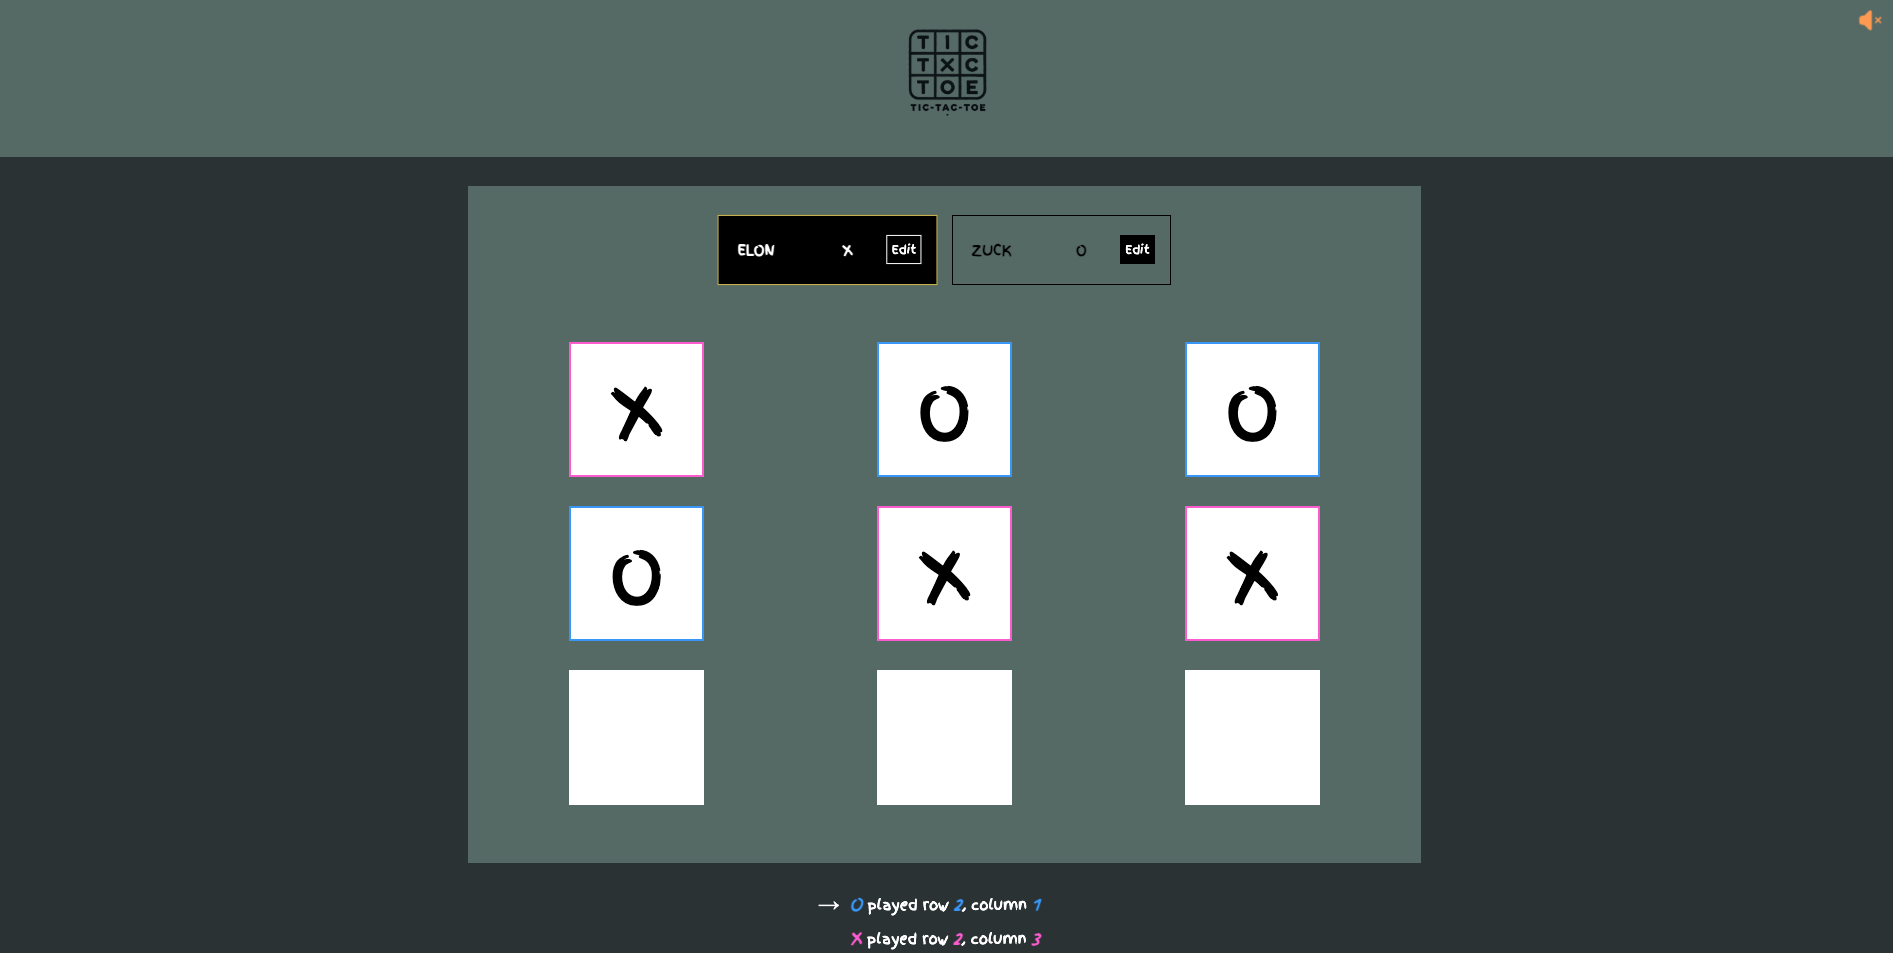 TIC
TXC
TOE
TIC-TAC-TOE
ELON X Edit
ZUCK O Edit
X O O
O X X
→ O played row 2, column 1
X played row 2, column 3